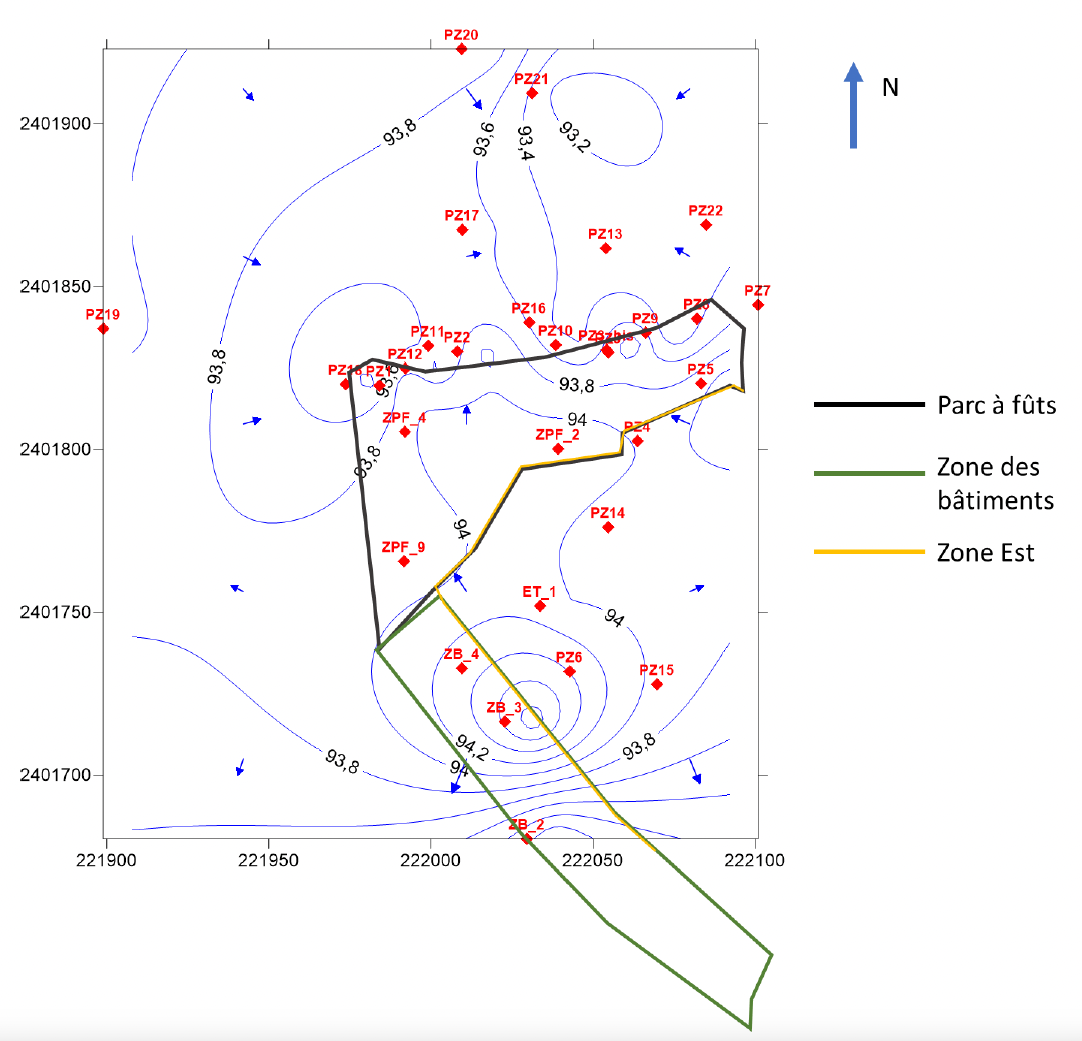 PZ20
N
PZ21
2401900
93,8
93,6
93,4
93,2
PZ17
PZ22
PZ13
2401850
PZ7
PZ19
PZ16
PZ9
PZ11
PZ2
PZ10
93,8
PZ12
PZ18
93,8
PZ5
Parc à fûts
ZPF_4
94
2401800
ZPF_2
PZ4
93,8
Zone des
bâtiments
PZ14
94
Zone Est
ZPF_9
ET_1
2401750
94
ZB_4
PZ6
PZ15
ZB_3
94,2
93,8
93,8
94
2401700
ZB_2
221900
221950
222000
222050
222100